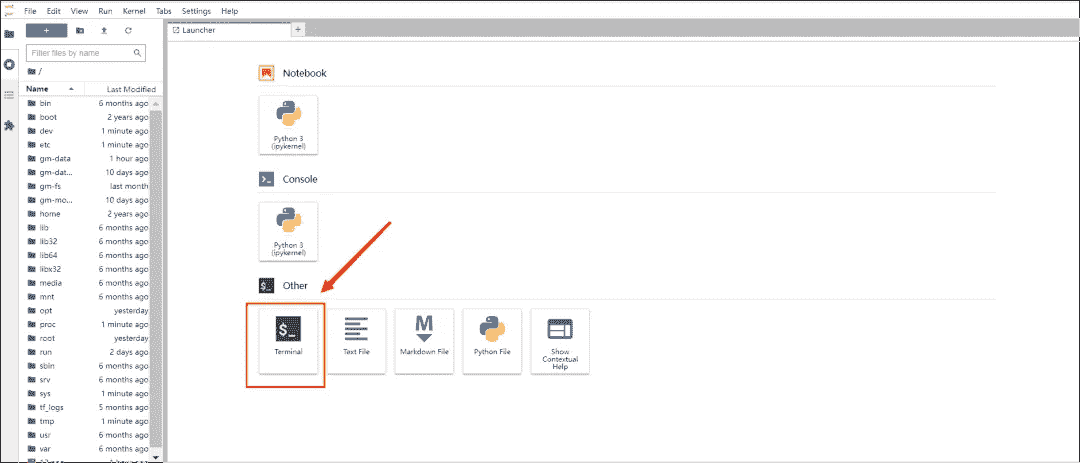 File Edit View Run Kernel Tabs Settings Help
+
Filter files by name
/
Name Last Modified
bin 6 months ago
boot 2 years ago
dev 1 minute ago
etc 1 minute ago
gm-data 1 hour ago
gm-dat... 10 days ago
gm-fs last month
gm-mo... 10 days ago
home 2 years ago
lib 6 months ago
lib32 6 months ago
lib64 6 months ago
libx32 6 months ago
media 6 months ago
mnt 6 months ago
opt yesterday
proc 1 minute ago
root yesterday
run 2 days ago
sbin 6 months ago
srv 6 months ago
sys 1 minute ago
tf_logs 5 months ago
tmp 1 minute ago
usr 6 months ago
var 6 months ago
Launcher +
Notebook
Python 3
(ipykernel)
Console
Python 3
(ipykernel)
$_ Other
$_
Terminal
Text File
M
Markdown File
Python File
Show
Contextual
Help